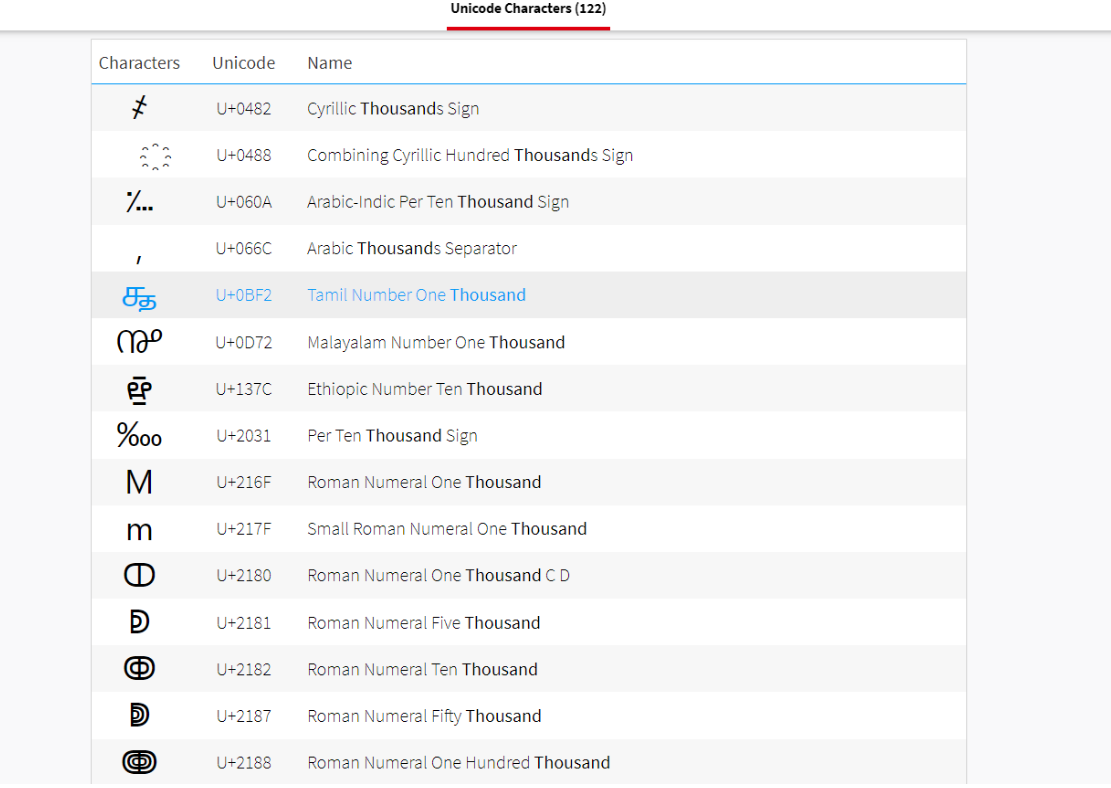 Unicode Characters (122)
Characters Unicode Name
҂ U+0482 Cyrillic Thousands Sign
҈ U+0488 Combining Cyrillic Hundred Thousands Sign
؊ U+060A Arabic-Indic Per Ten Thousand Sign
٬ U+066C Arabic Thousands Separator
௲ U+0BF2 Tamil Number One Thousand
൲ U+0D72 Malayalam Number One Thousand
፼ U+137C Ethiopic Number Ten Thousand
‱ U+2031 Per Ten Thousand Sign
Ⅿ U+216F Roman Numeral One Thousand
ⅿ U+217F Small Roman Numeral One Thousand
ↀ U+2180 Roman Numeral One Thousand C D
ↁ U+2181 Roman Numeral Five Thousand
ↂ U+2182 Roman Numeral Ten Thousand
ↇ U+2187 Roman Numeral Fifty Thousand
ↈ U+2188 Roman Numeral One Hundred Thousand